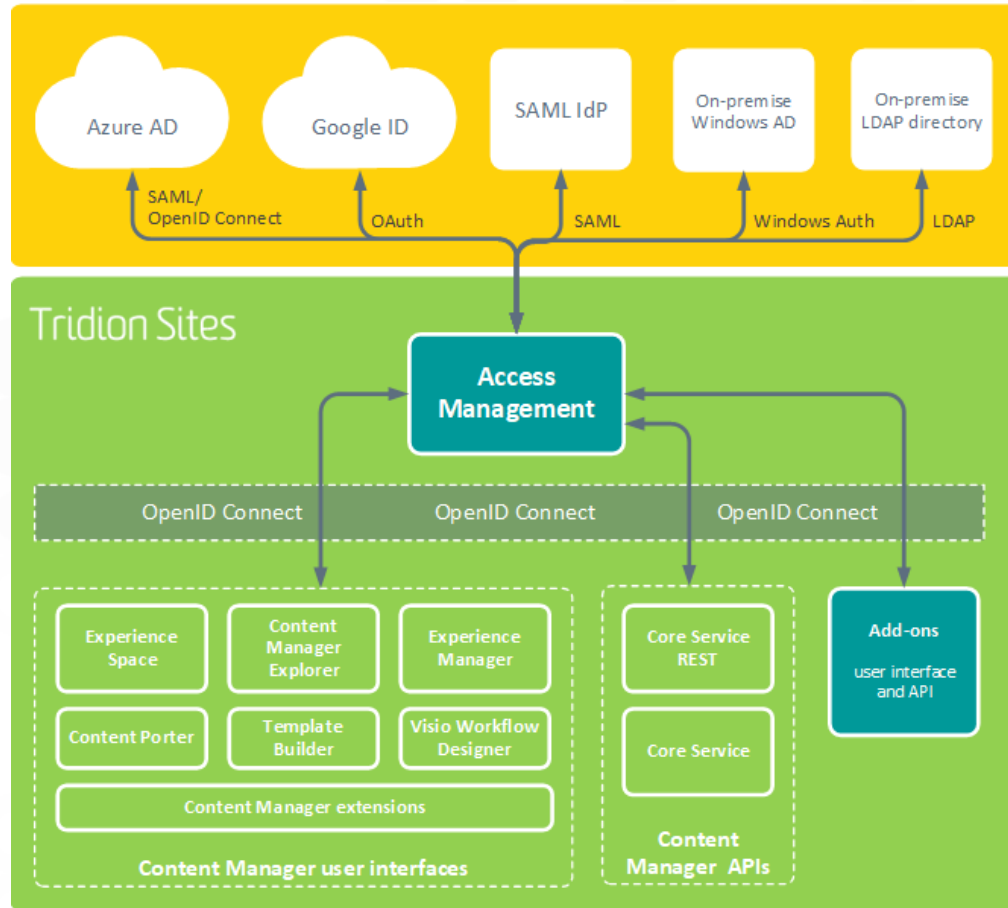 Azure AD
Google ID
SAML IdP
On-premise
Windows AD
On-premise
LDAP directory
SAML/
OpenID Connect
OAuth
SAML
Windows Auth
LDAP
Tridion Sites
Access
Management
OpenID Connect
OpenID Connect
OpenID Connect
Experience
Space
Content
Manager
Explorer
Experience
Manager
Content Porter
Template
Builder
Visio Workflow
Designer
Content Manager extensions
Content Manager user interfaces
Core Service
REST
Core Service
Content
Manager APIs
Add-ons
user interface
and API